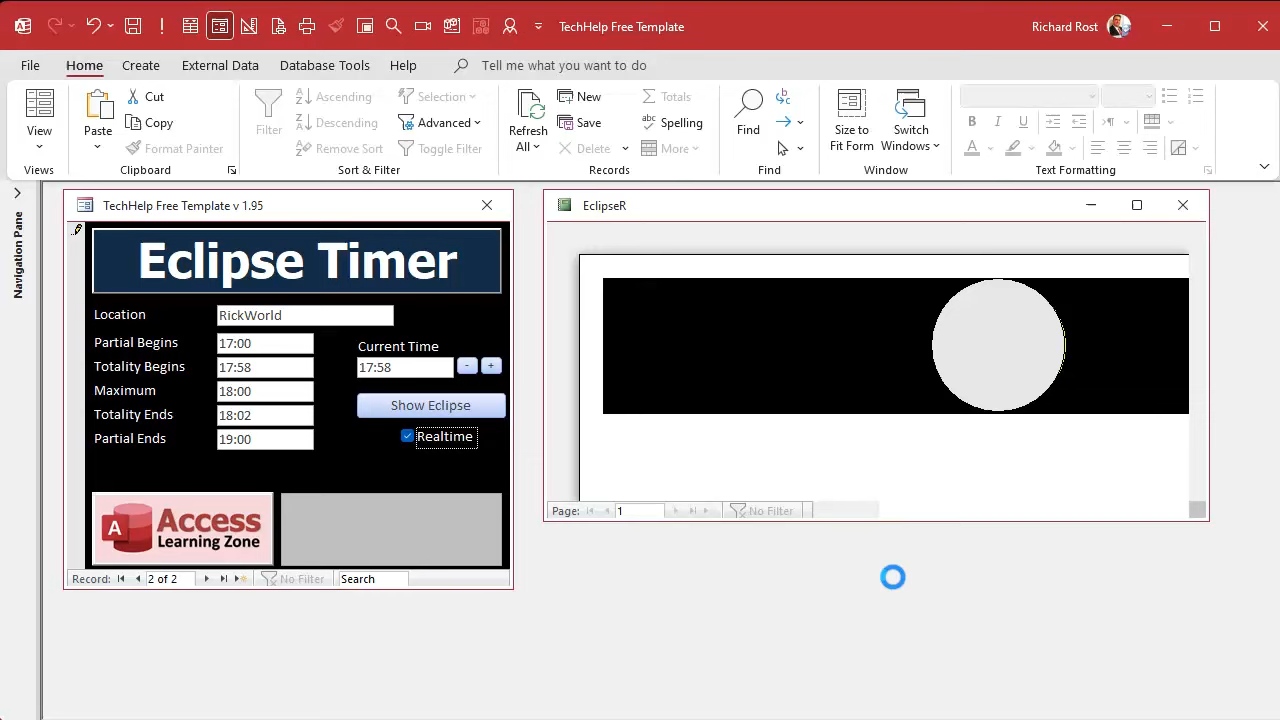 TechHelp Free Template
Richard Rost
File Home Create External Data Database Tools Help Tell me what you want to do
View
Views
Paste
Cut
Copy
Format Painter
Clipboard
Filter
Ascending
Descending
Remove Sort
Selection
Advanced
Toggle Filter
Sort & Filter
Refresh All
New
Save
Delete
Totals
Spelling
More
Records
Find
Find
Size to Fit Form
Switch Windows
Window
B I U
Text Formatting
Navigation Pane
TechHelp Free Template v 1.95
Eclipse Timer
Location RickWorld
Partial Begins 17:00
Totality Begins 17:58
Maximum 18:00
Totality Ends 18:02
Partial Ends 19:00
Current Time
17:58 - +
Show Eclipse
Realtime
A Access
Learning Zone
Record: 2 of 2 No Filter Search
EclipseR
Page: 1 No Filter